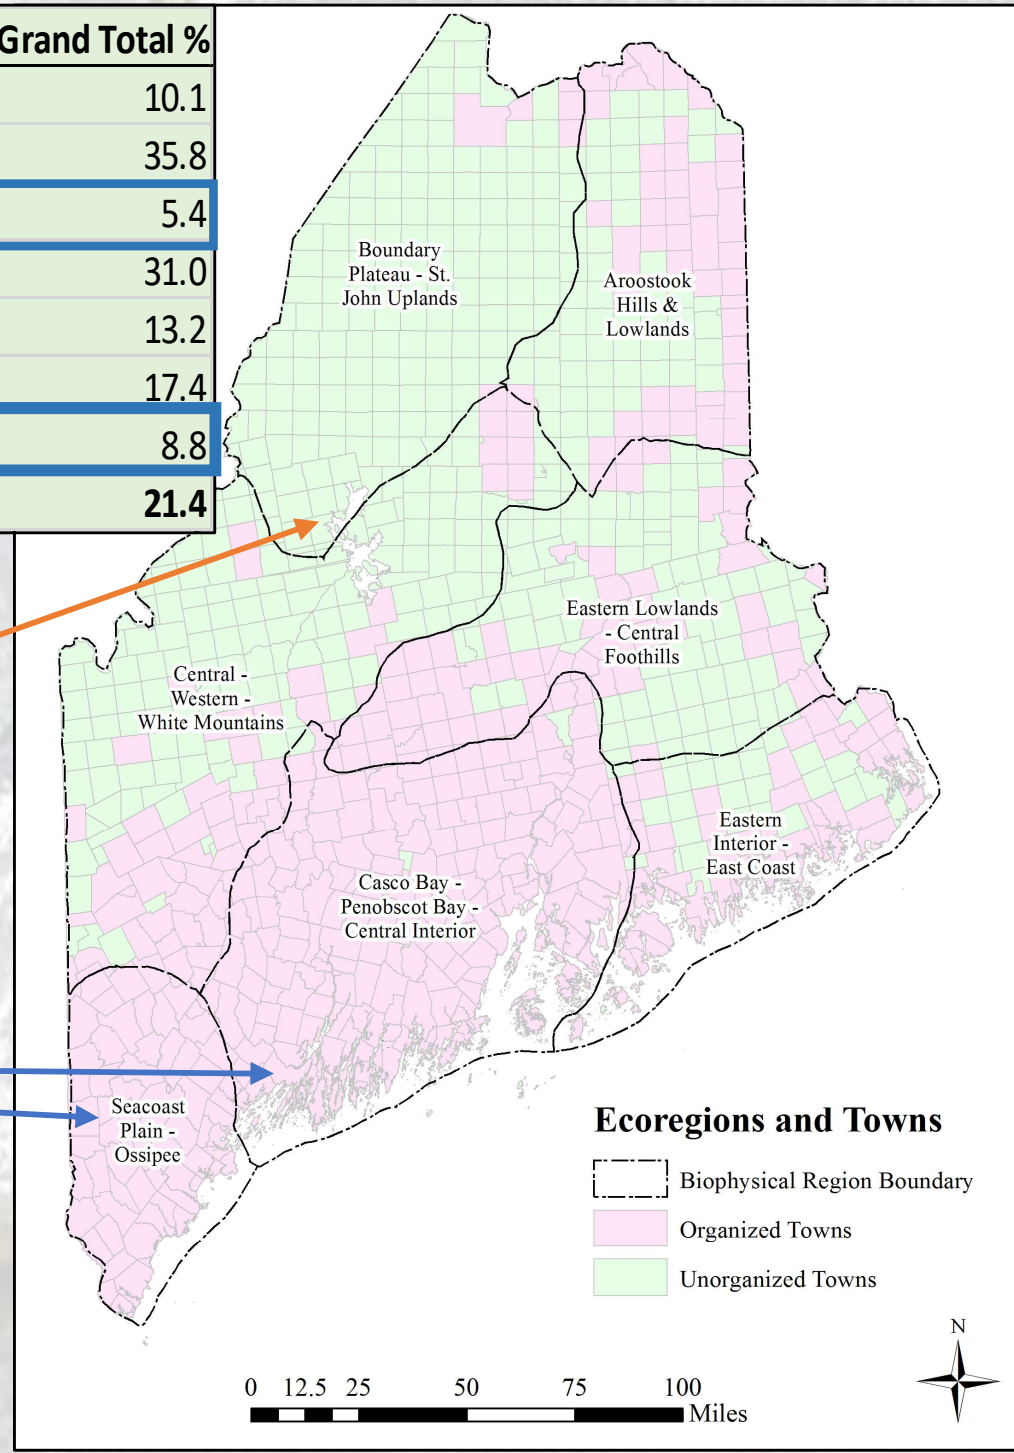 Grand Total %
10.1
35.8
5.4
31.0
13.2
17.4
8.8
21.4
Boundary
Plateau - St.
John Uplands
Aroostook
Hills &
Lowlands
Eastern Lowlands
- Central
Foothills
Central -
Western -
White Mountains
Eastern
Interior -
East Coast
Casco Bay -
Penobscot Bay -
Central Interior
Seacoast
Plain -
Ossipee
Ecoregions and Towns
Biophysical Region Boundary
Organized Towns
Unorganized Towns
N
0 12.5 25 50 75 100
Miles